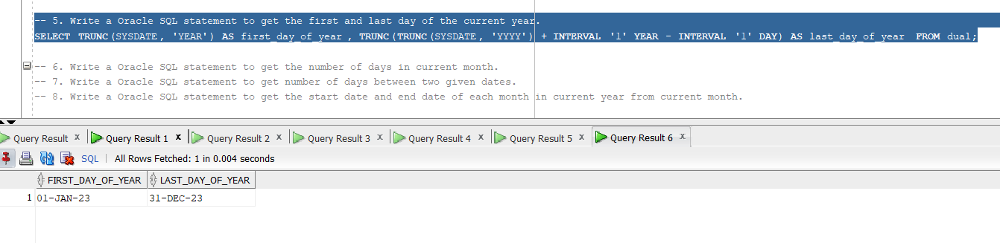 -- 5. Write a Oracle SQL statement to get the first and last day of the current year.
SELECT TRUNC(SYSDATE, 'YEAR') AS first_day_of_year , TRUNC(TRUNC(SYSDATE, 'YYYY') + INTERVAL '1' YEAR - INTERVAL '1' DAY) AS last_day_of_year FROM dual;
-- 6. Write a Oracle SQL statement to get the number of days in current month.
-- 7. Write a Oracle SQL statement to get number of days between two given dates.
-- 8. Write a Oracle SQL statement to get the start date and end date of each month in current year from current month.
Query Result x Query Result 1 x Query Result 2 x Query Result 3 x Query Result 4 x Query Result 5 x Query Result 6 x
SQL | All Rows Fetched: 1 in 0.004 seconds
FIRST_DAY_OF_YEAR LAST_DAY_OF_YEAR
1 01-JAN-23 31-DEC-23